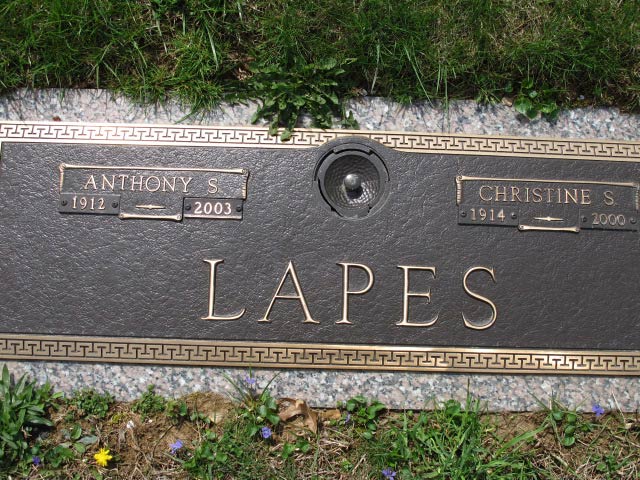 ANTHONY S.
1912 2003
CHRISTINE S.
1914 2000
LAPES